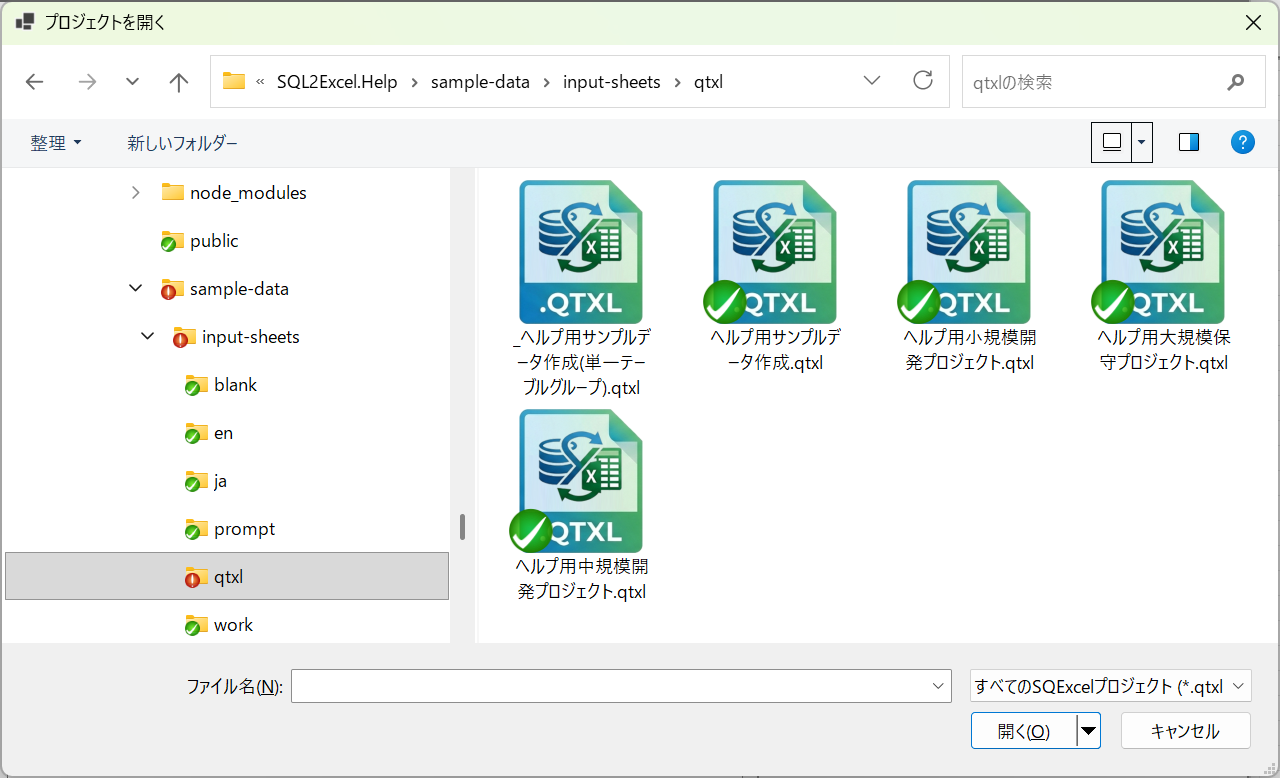 プロジェクトを開く
« SQL2Excel.Help › sample-data › input-sheets › qtxl
qtxlの検索
整理
新しいフォルダー
node_modules
public
sample-data
input-sheets
blank
en
ja
prompt
qtxl
work
.QTXL
_ヘルプ用サンプルデ
ータ作成(単一テー
ブルグループ).qtxl
QTXL
ヘルプ用サンプルデ
ータ作成.qtxl
QTXL
ヘルプ用小規模開
発プロジェクト.qtxl
QTXL
ヘルプ用大規模保
守プロジェクト.qtxl
QTXL
ヘルプ用中規模開
発プロジェクト.qtxl
ファイル名(N):
すべてのSQExcelプロジェクト (*.qtxl
開く(O)
キャンセル